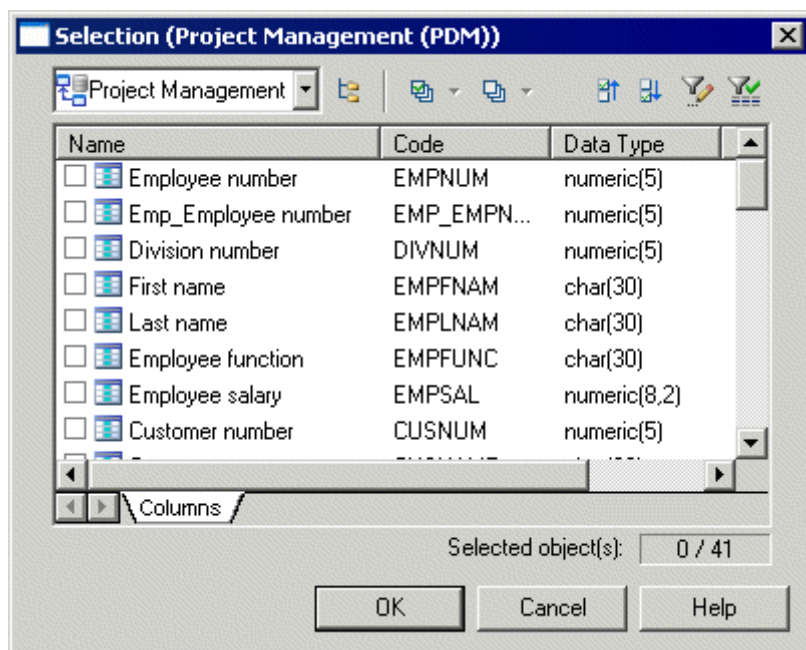 Selection (Project Management (PDM))
Project Management
Name Code Data Type
Employee number EMPNUM numeric(5)
Emp_Employee number EMP_EMPN... numeric(5)
Division number DIVNUM numeric(5)
First name EMPFNAM char(30)
Last name EMPLNAM char(30)
Employee function EMPFUNC char(30)
Employee salary EMPSAL numeric(8,2)
Customer number CUSNUM numeric(5)
Columns
Selected object(s): 0 / 41
OK Cancel Help